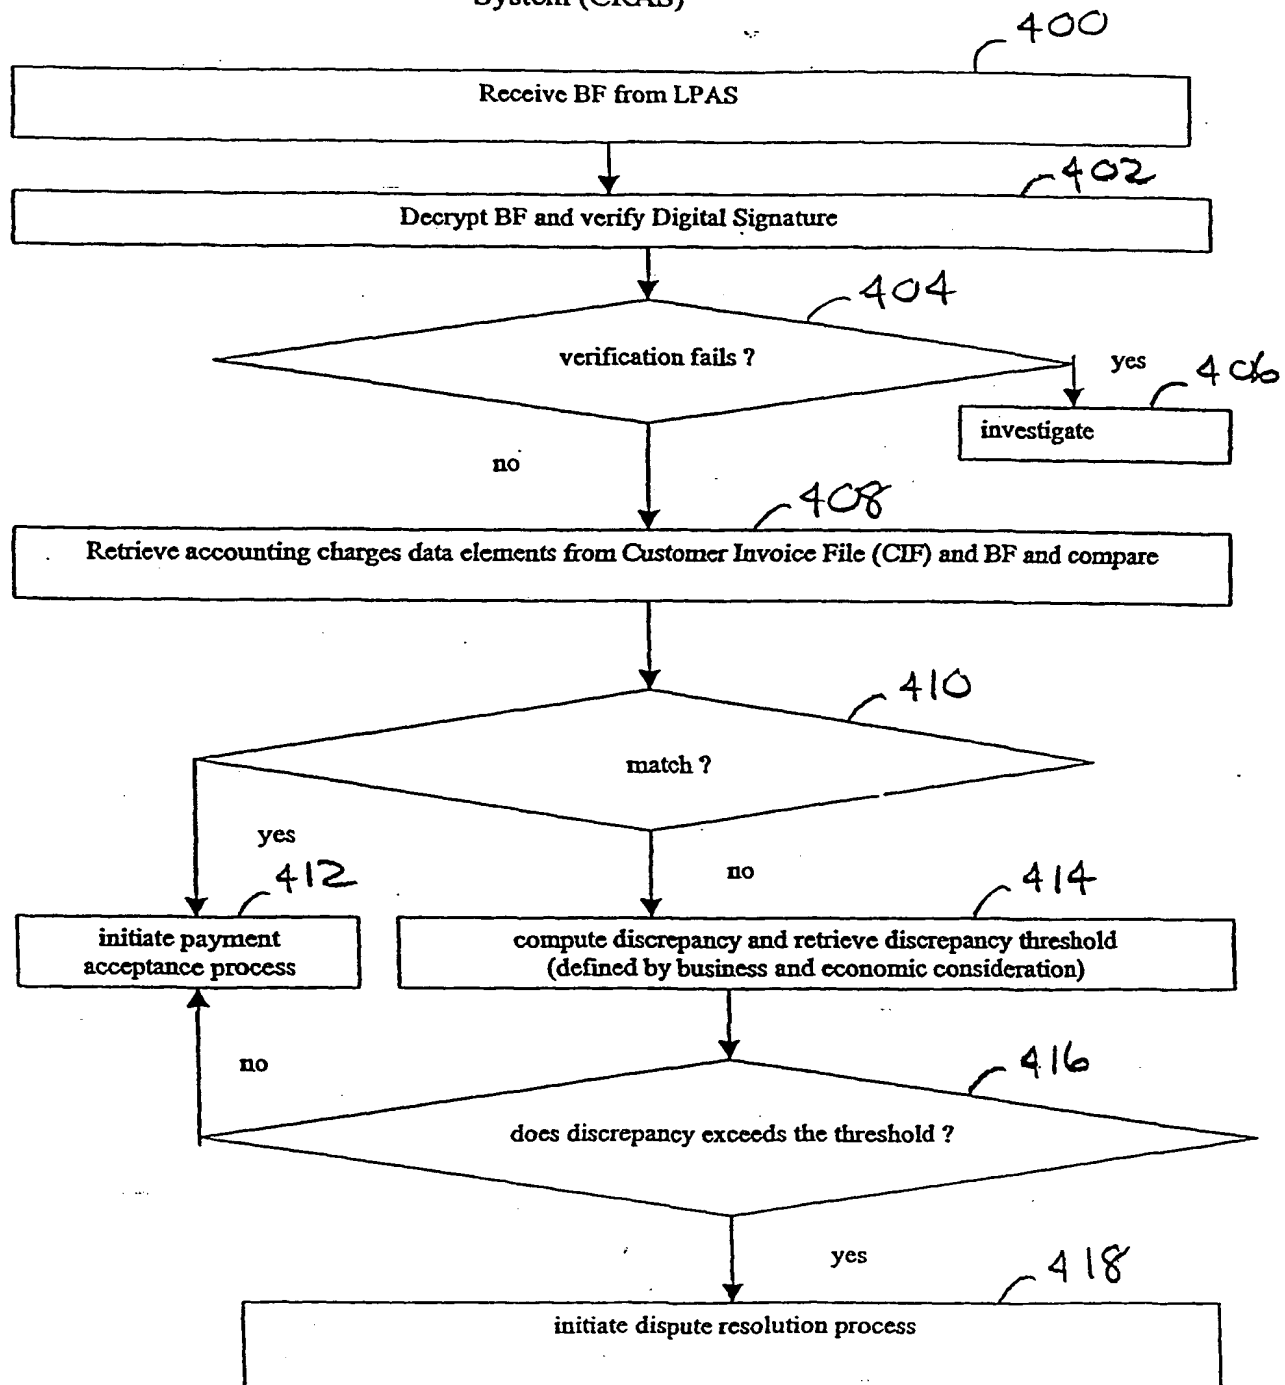 System (CRAS)
400
Receive BF from LPAS
402
Decrypt BF and verify Digital Signature
404
verification fails ?
yes
406
investigate
no
408
Retrieve accounting charges data elements from Customer Invoice File (CIF) and BF and compare
410
match ?
yes
412
no
414
initiate payment
acceptance process
compute discrepancy and retrieve discrepancy threshold
(defined by business and economic consideration)
no
416
does discrepancy exceeds the threshold ?
yes
418
initiate dispute resolution process